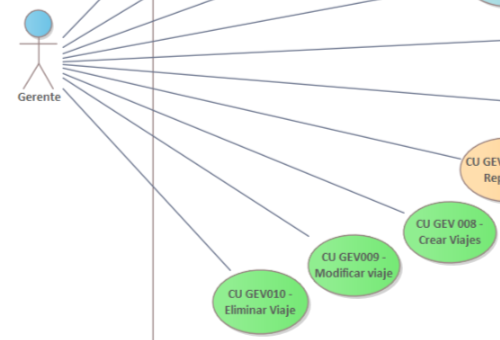 Gerente
CU GEV
Rep
CU GEV 008 -
Crear Viajes
CU GEV009 -
Modificar viaje
CU GEV010 -
Eliminar Viaje